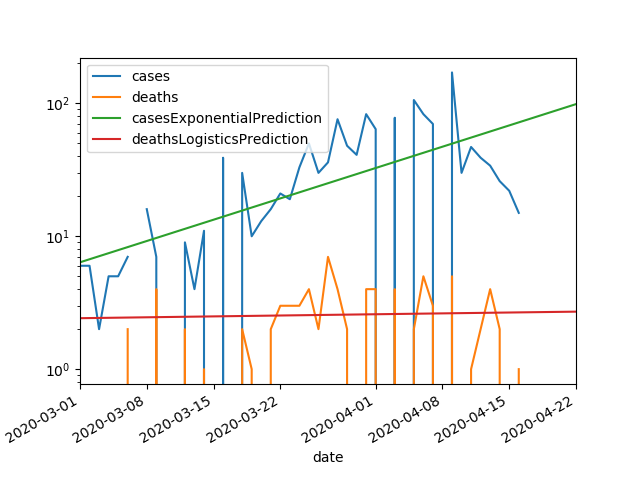 cases
deaths
casesExponentialPrediction
deathsLogisticsPrediction
10²
10¹
10⁰
2020-03-01
2020-03-08
2020-03-15
2020-03-22
2020-04-01
2020-04-08
2020-04-15
2020-04-22
date